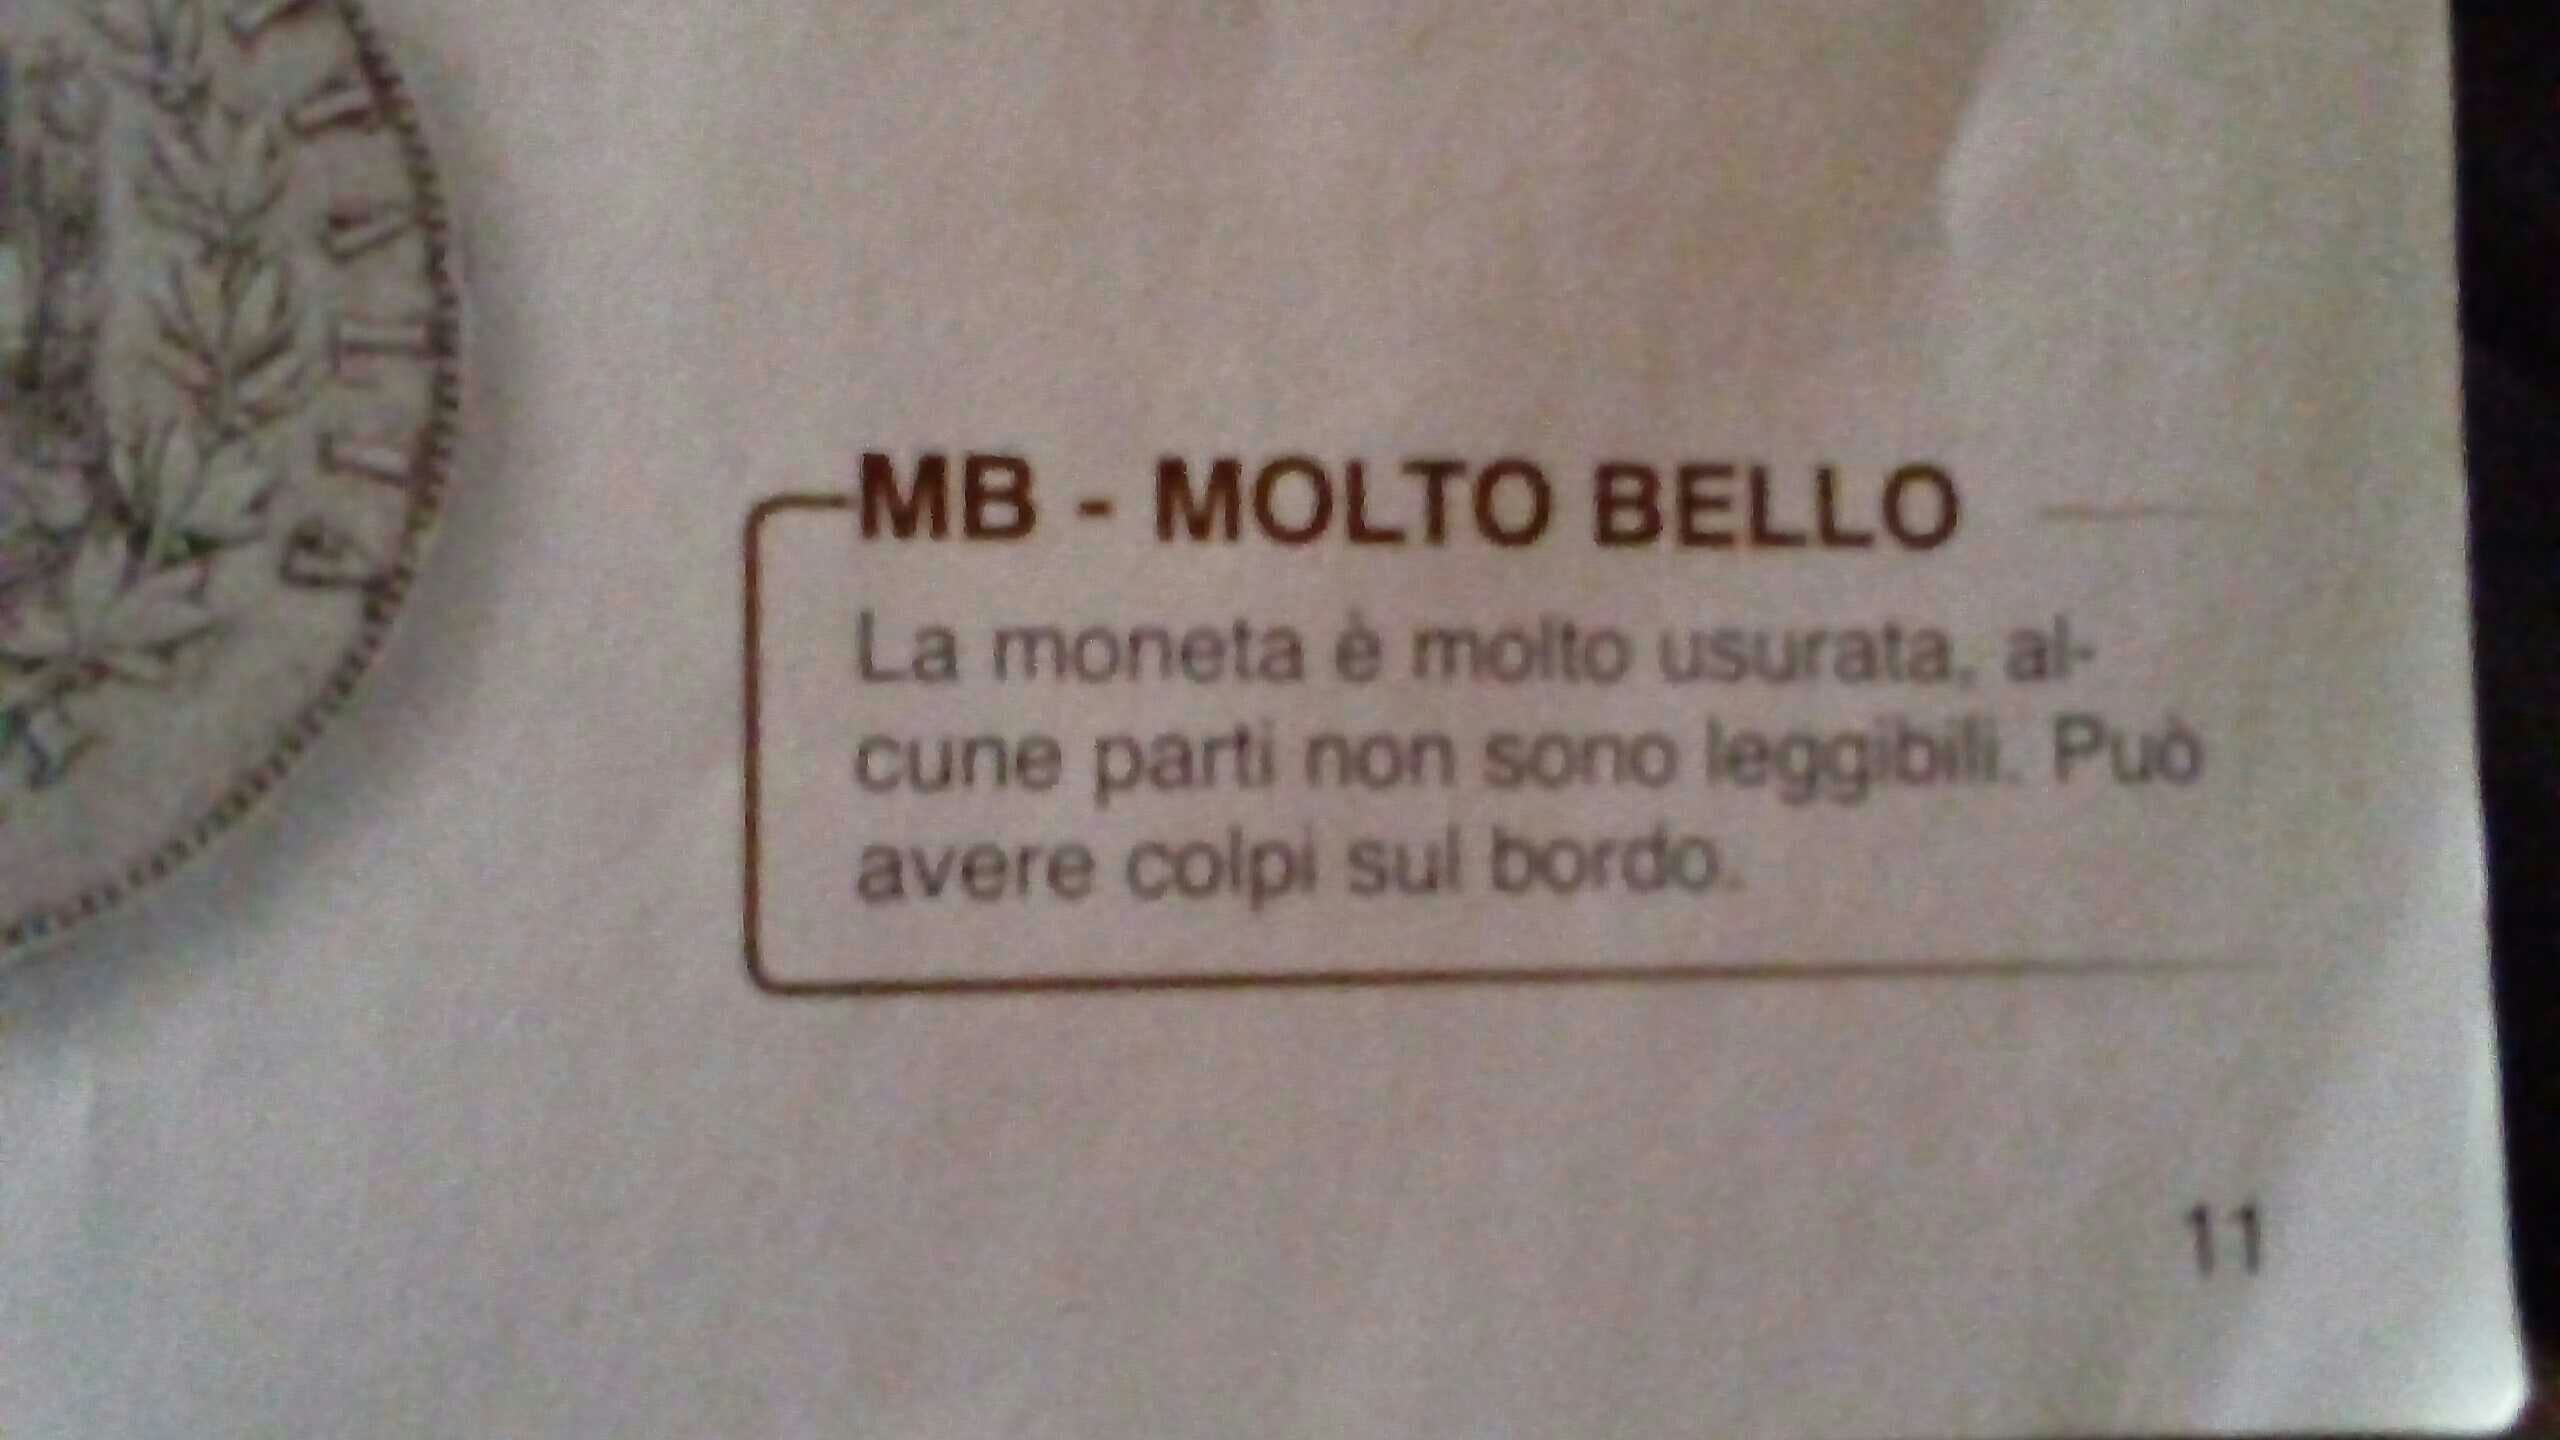 MB - MOLTO BELLO
La moneta è molto usurata, al-
cune parti non sono leggibili. Può
avere colpi sul bordo.
11